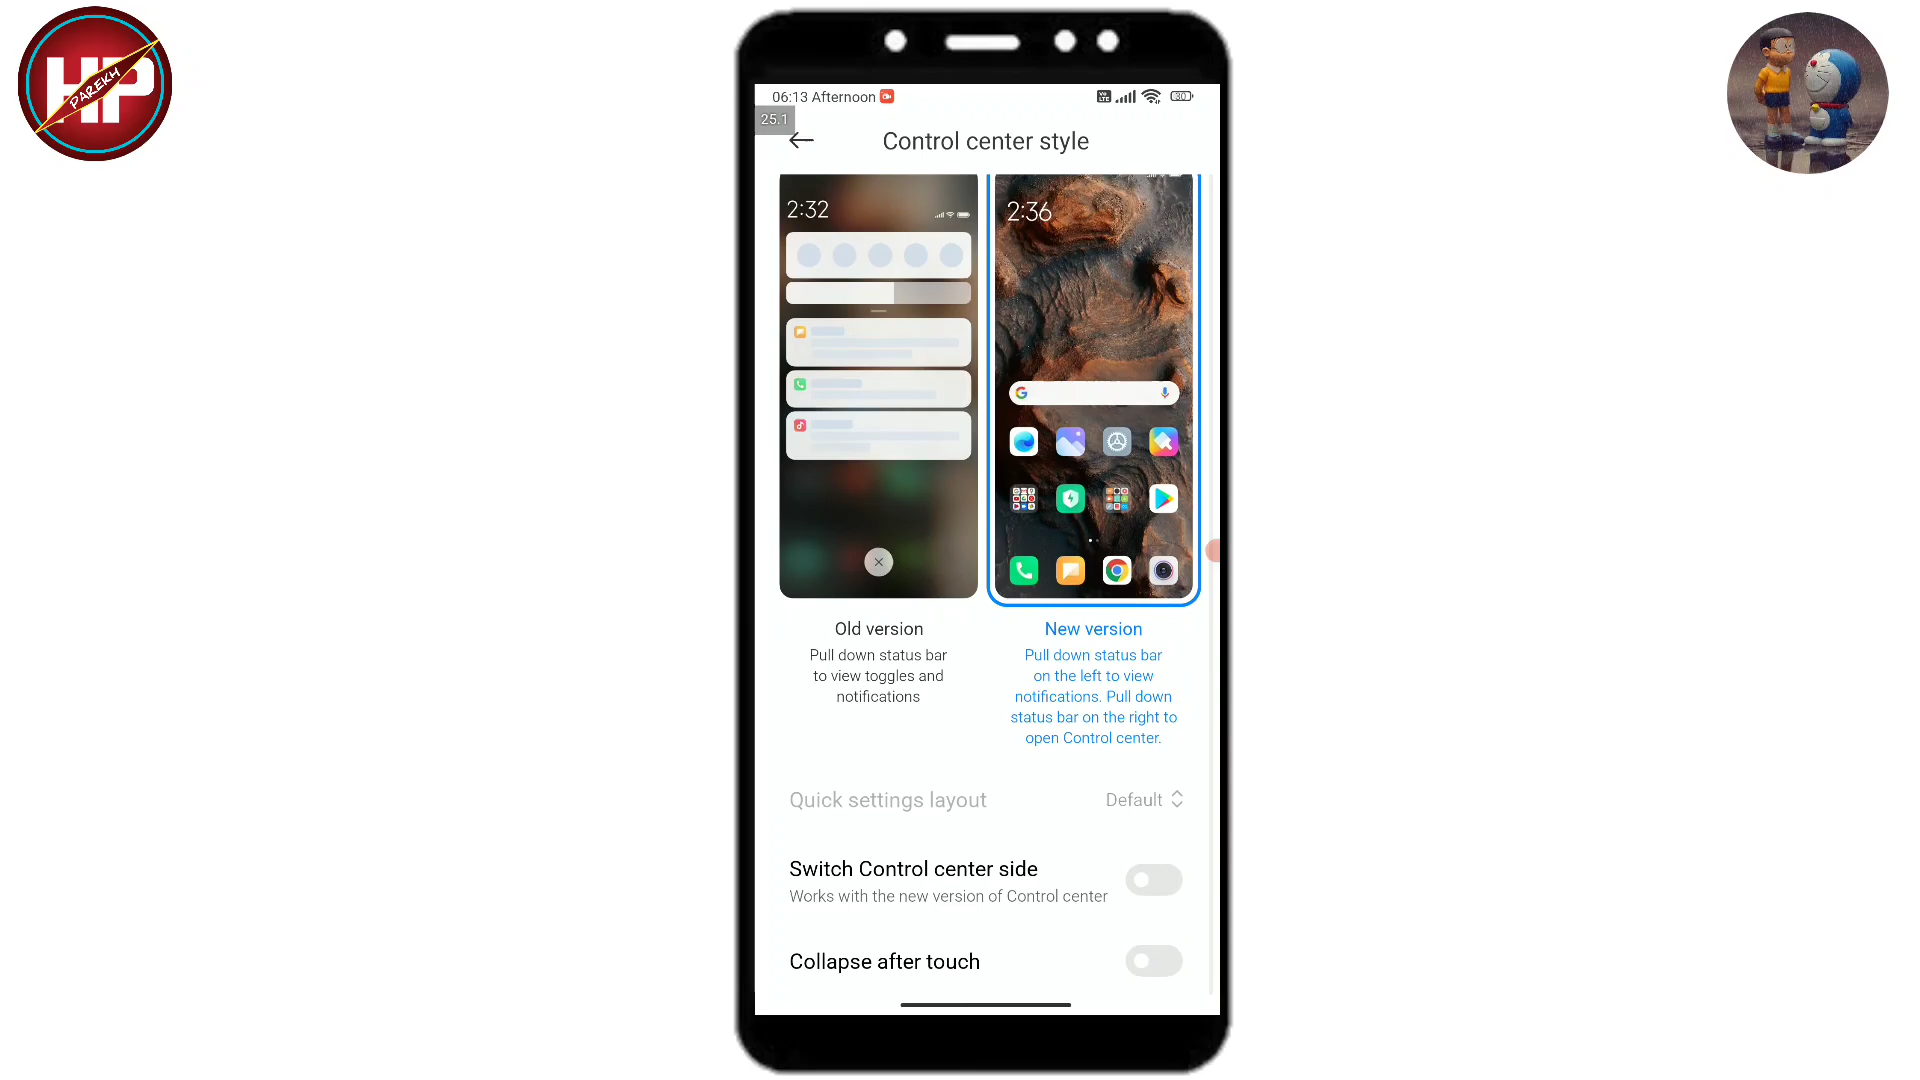 HP
PAREKH
06:13 Afternoon
Vo
LTE
30
25.1
Control center style
2:32
2:36
Old version
New version
Pull down status bar
to view toggles and
notifications
Pull down status bar
on the left to view
notifications. Pull down
status bar on the right to
open Control center.
Quick settings layout
Default
Switch Control center side
Works with the new version of Control center
Collapse after touch